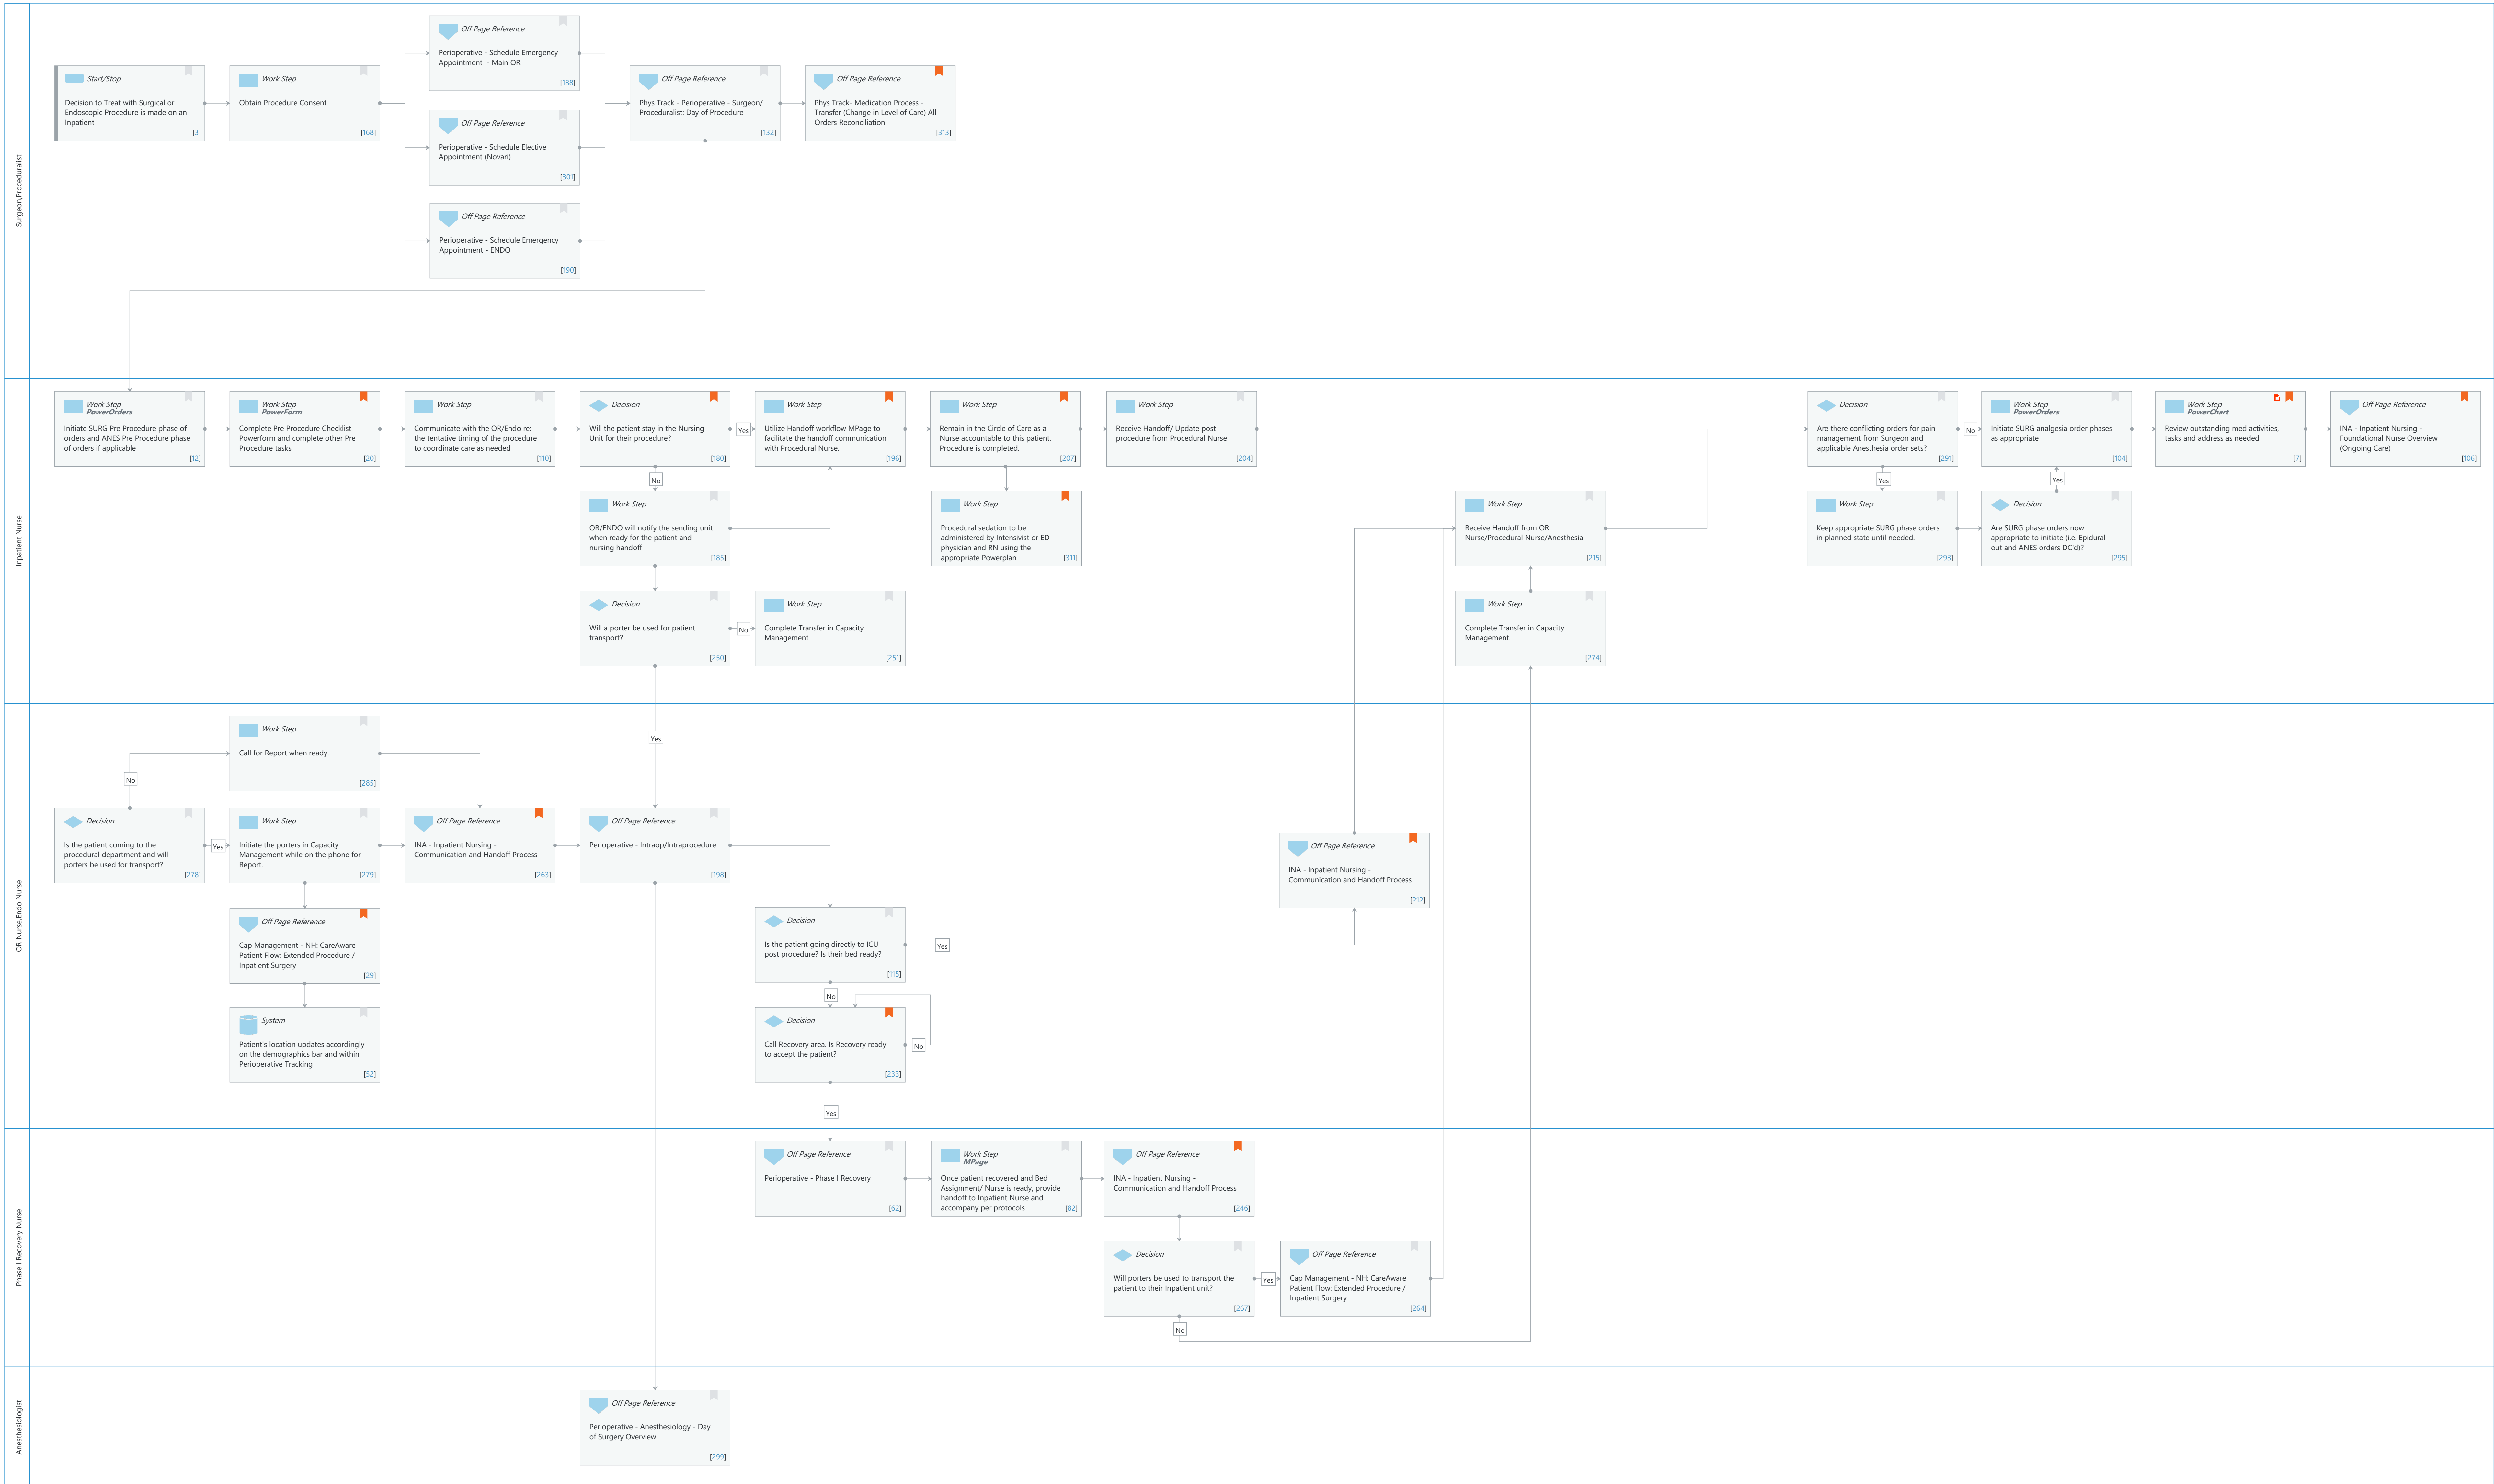 Surgeon,Proceduralist
Start/Stop
Decision to Treat with Surgical or
Endoscopic Procedure is made on an
Inpatient
[3]
Work Step
Obtain Procedure Consent
[168]
Off Page Reference
Perioperative - Schedule Emergency
Appointment - Main OR
[188]
Off Page Reference
Perioperative - Schedule Elective
Appointment (Novari)
[301]
Off Page Reference
Perioperative - Schedule Emergency
Appointment - ENDO
[190]
Off Page Reference
Phys Track - Perioperative - Surgeon/
Proceduralist: Day of Procedure
[132]
Off Page Reference
Phys Track- Medication Process -
Transfer (Change in Level of Care) All
Orders Reconciliation
[313]
Inpatient Nurse
Work Step
PowerOrders
Initiate SURG Pre Procedure phase of
orders and ANES Pre Procedure phase
of orders if applicable
[12]
Work Step
PowerForm
Complete Pre Procedure Checklist
Powerform and complete other Pre
Procedure tasks
[20]
Work Step
Communicate with the OR/Endo re:
the tentative timing of the procedure
to coordinate care as needed
[110]
Decision
Will the patient stay in the Nursing
Unit for their procedure?
[180]
Yes
Work Step
Utilize Handoff workflow MPage to
facilitate the handoff communication
with Procedural Nurse.
[196]
Work Step
Remain in the Circle of Care as a
Nurse accountable to this patient.
Procedure is completed.
[207]
Work Step
Receive Handoff/ Update post
procedure from Procedural Nurse
[204]
Decision
Are there conflicting orders for pain
management from Surgeon and
applicable Anesthesia order sets?
[291]
No
Work Step
PowerOrders
Initiate SURG analgesia order phases
as appropriate
[104]
Work Step
PowerChart
Review outstanding med activities,
tasks and address as needed
[7]
Off Page Reference
INA - Inpatient Nursing -
Foundational Nurse Overview
(Ongoing Care)
[106]
No
Yes
Yes
Work Step
OR/ENDO will notify the sending unit
when ready for the patient and
nursing handoff
[185]
Work Step
Procedural sedation to be
administered by Intensivist or ED
physician and RN using the
appropriate Powerplan
[311]
Work Step
Receive Handoff from OR
Nurse/Procedural Nurse/Anesthesia
[215]
Work Step
Keep appropriate SURG phase orders
in planned state until needed.
[293]
Decision
Are SURG phase orders now
appropriate to initiate (i.e. Epidural
out and ANES orders DC'd)?
[295]
Decision
Will a porter be used for patient
transport?
[250]
No
Work Step
Complete Transfer in Capacity
Management
[251]
Work Step
Complete Transfer in Capacity
Management.
[274]
OR Nurse,Endo Nurse
Work Step
Call for Report when ready.
[285]
Yes
No
Decision
Is the patient coming to the
procedural department and will
porters be used for transport?
[278]
Yes
Work Step
Initiate the porters in Capacity
Management while on the phone for
Report.
[279]
Off Page Reference
INA - Inpatient Nursing -
Communication and Handoff Process
[263]
Off Page Reference
Perioperative - Intraop/Intraprocedure
[198]
Off Page Reference
INA - Inpatient Nursing -
Communication and Handoff Process
[212]
Off Page Reference
Cap Management - NH: CareAware
Patient Flow: Extended Procedure /
Inpatient Surgery
[29]
Decision
Is the patient going directly to ICU
post procedure? Is their bed ready?
[115]
Yes
No
System
Patient's location updates accordingly
on the demographics bar and within
Perioperative Tracking
[52]
Decision
Call Recovery area. Is Recovery ready
to accept the patient?
[233]
No
Yes
Phase I Recovery Nurse
Off Page Reference
Perioperative - Phase I Recovery
[62]
Work Step
MPage
Once patient recovered and Bed
Assignment/ Nurse is ready, provide
handoff to Inpatient Nurse and
accompany per protocols
[82]
Off Page Reference
INA - Inpatient Nursing -
Communication and Handoff Process
[246]
Decision
Will porters be used to transport the
patient to their Inpatient unit?
[267]
Yes
Off Page Reference
Cap Management - NH: CareAware
Patient Flow: Extended Procedure /
Inpatient Surgery
[264]
No
Anesthesiologist
Off Page Reference
Perioperative - Anesthesiology - Day
of Surgery Overview
[299]